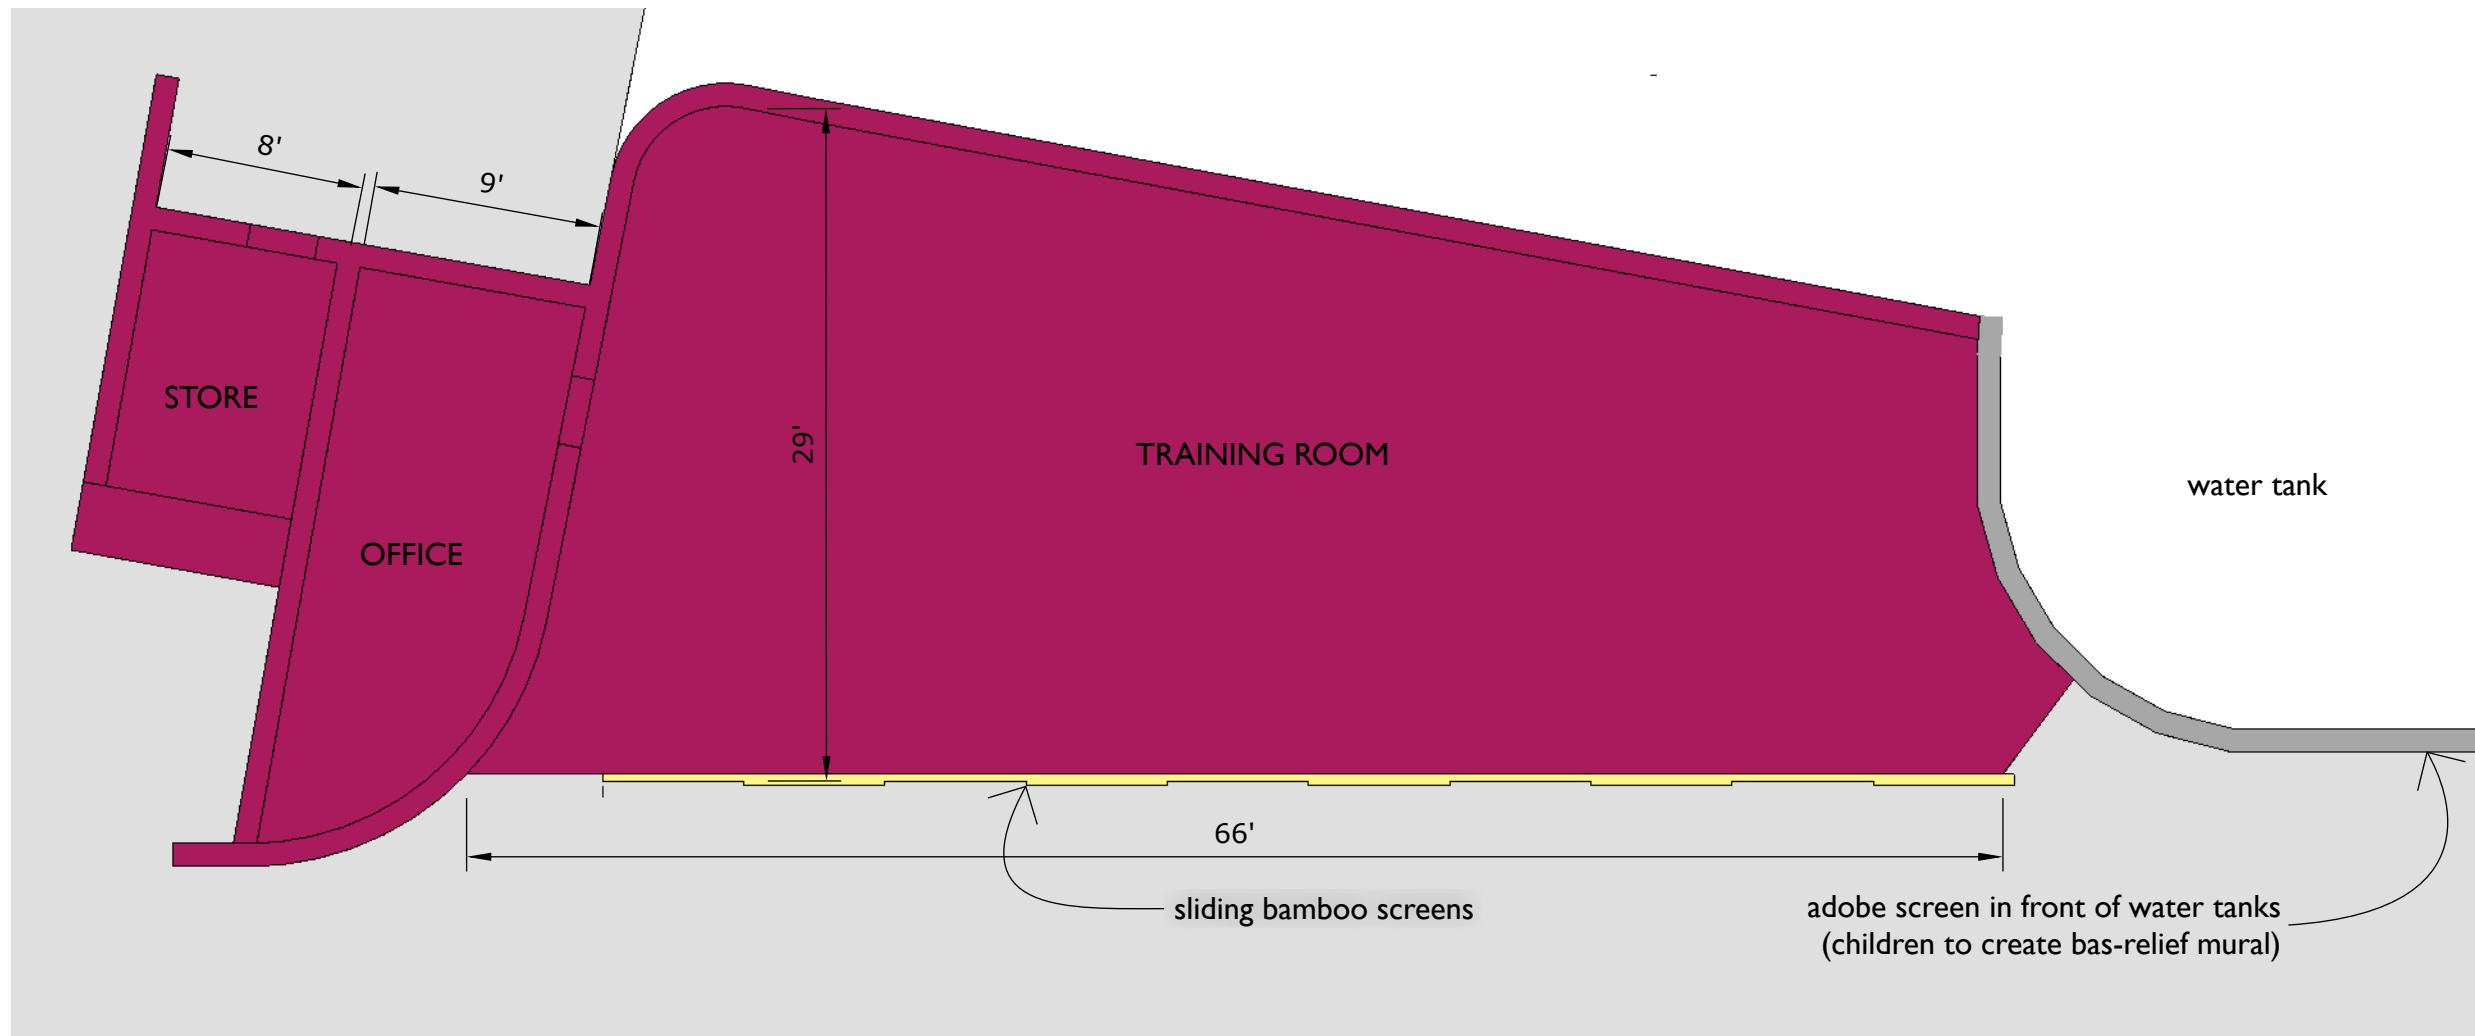 8'
9'
STORE
29'
TRAINING ROOM
water tank
OFFICE
66'
sliding bamboo screens
adobe screen in front of water tanks
(children to create bas-relief mural)